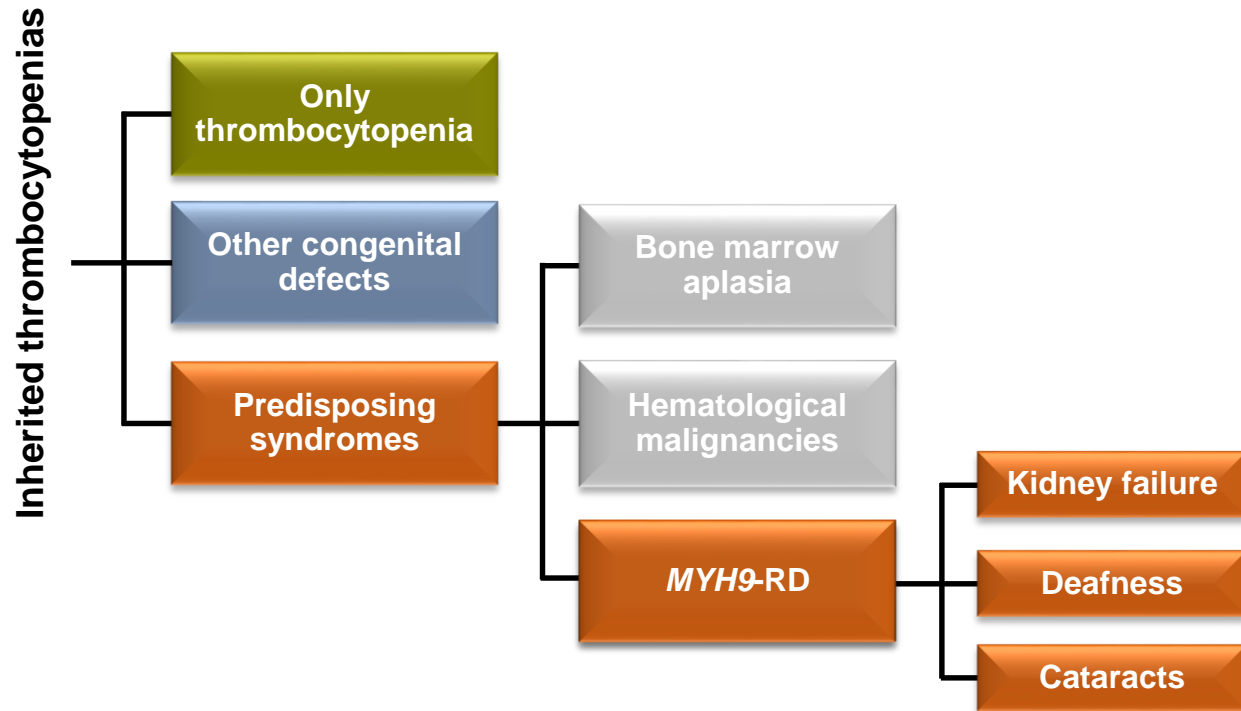 Inherited thrombocytopenias
Only
thrombocytopenia
Other congenital
defects
Predisposing
syndromes
Bone marrow
aplasia
Hematological
malignancies
MYH9-RD
Kidney failure
Deafness
Cataracts